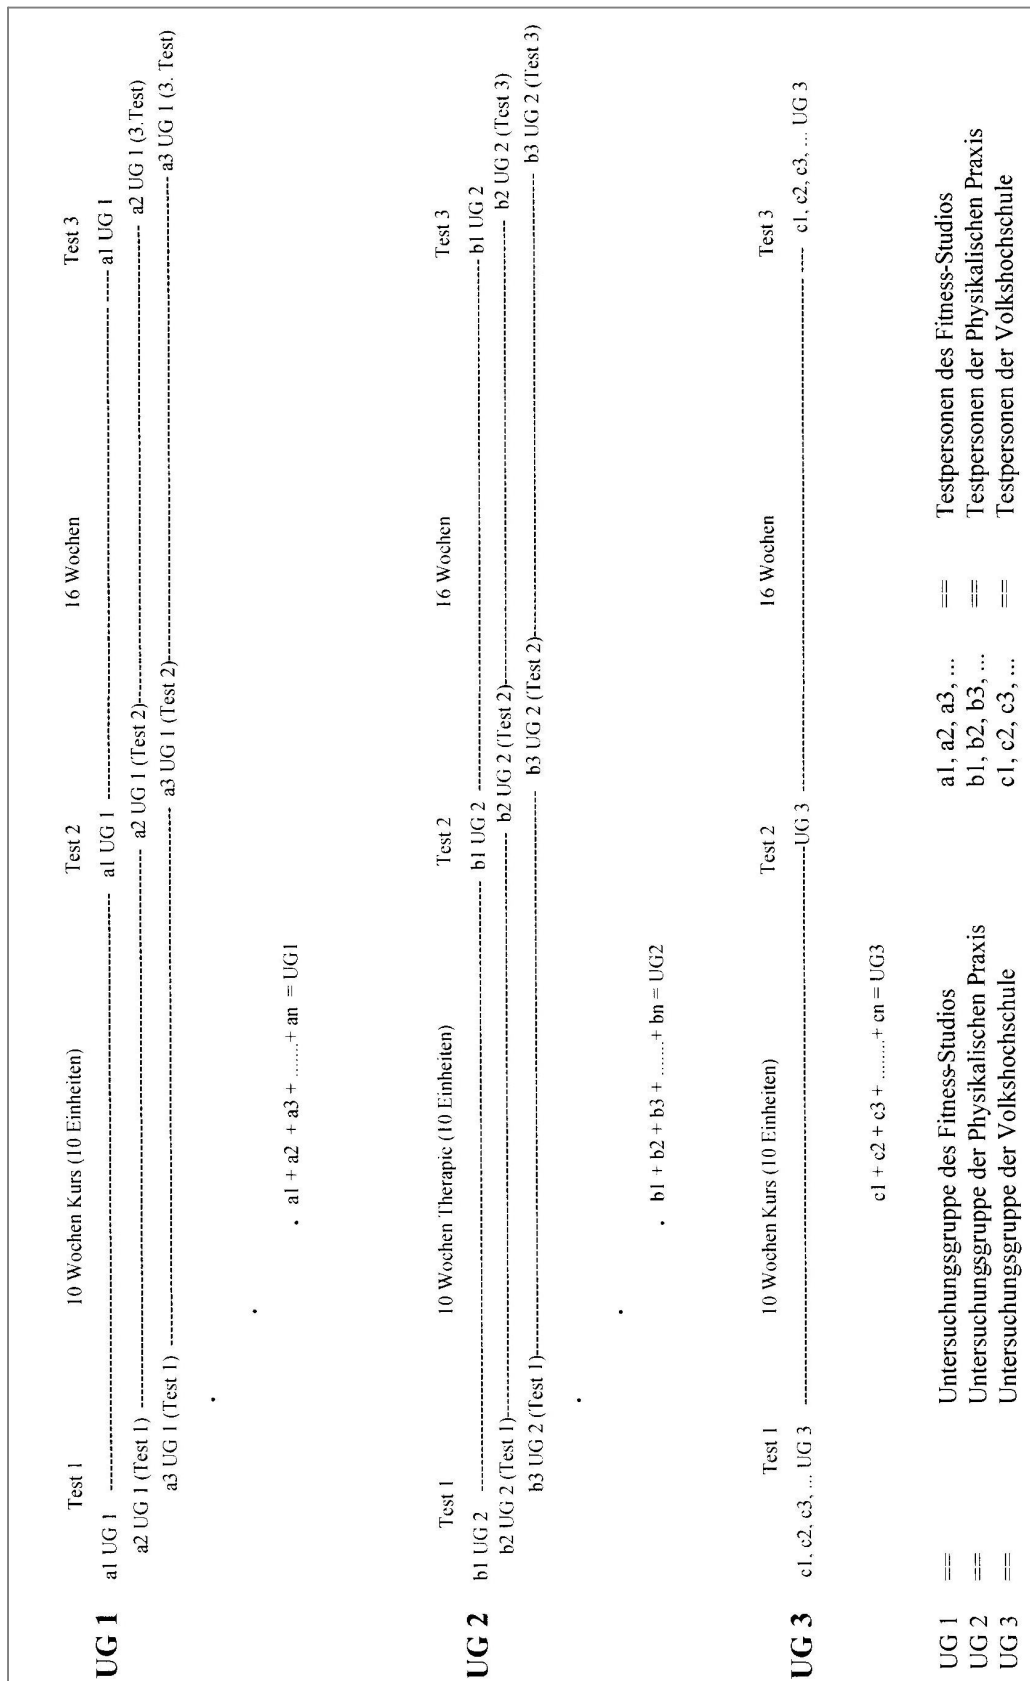 Test 1 10 Wochen Kurs (10 Einheiten) Test 2 16 Wochen Test 3
UG 1 a1 UG 1 ---------- a1 UG 1 ---------- a1 UG 1
a2 UG 1 (Test 1) ---------- a2 UG 1 (Test 2) ---------- a2 UG 1 (3.Test)
a3 UG 1 (Test 1) ---------- a3 UG 1 (Test 2) ---------- a3 UG 1 (3. Test)
a1 + a2 + a3 + .......+ an = UG1
Test 1 10 Wochen Therapie (10 Einheiten) Test 2 16 Wochen Test 3
UG 2 b1 UG 2 ---------- b1 UG 2 ---------- b1 UG 2
b2 UG 2 (Test 1) ---------- b2 UG 2 (Test 2) ---------- b2 UG 2 (Test 3)
b3 UG 2 (Test 1) ---------- b3 UG 2 (Test 2) ---------- b3 UG 2 (Test 3)
b1 + b2 + b3 + .......+ bn = UG2
Test 1 10 Wochen Kurs (10 Einheiten) Test 2 16 Wochen Test 3
UG 3 c1, c2, c3, ... UG 3 ---------- UG 3 ---------- c1, c2, c3, ... UG 3
c1 + c2 + c3 + ........+ cn = UG3
UG 1 == Untersuchungsgruppe des Fitness-Studios a1, a2, a3, ... == Testpersonen des Fitness-Studios
UG 2 == Untersuchungsgruppe der Physikalischen Praxis b1, b2, b3, ... == Testpersonen der Physikalischen Praxis
UG 3 == Untersuchungsgruppe der Volkshochschule c1, c2, c3, ... == Testpersonen der Volkshochschule